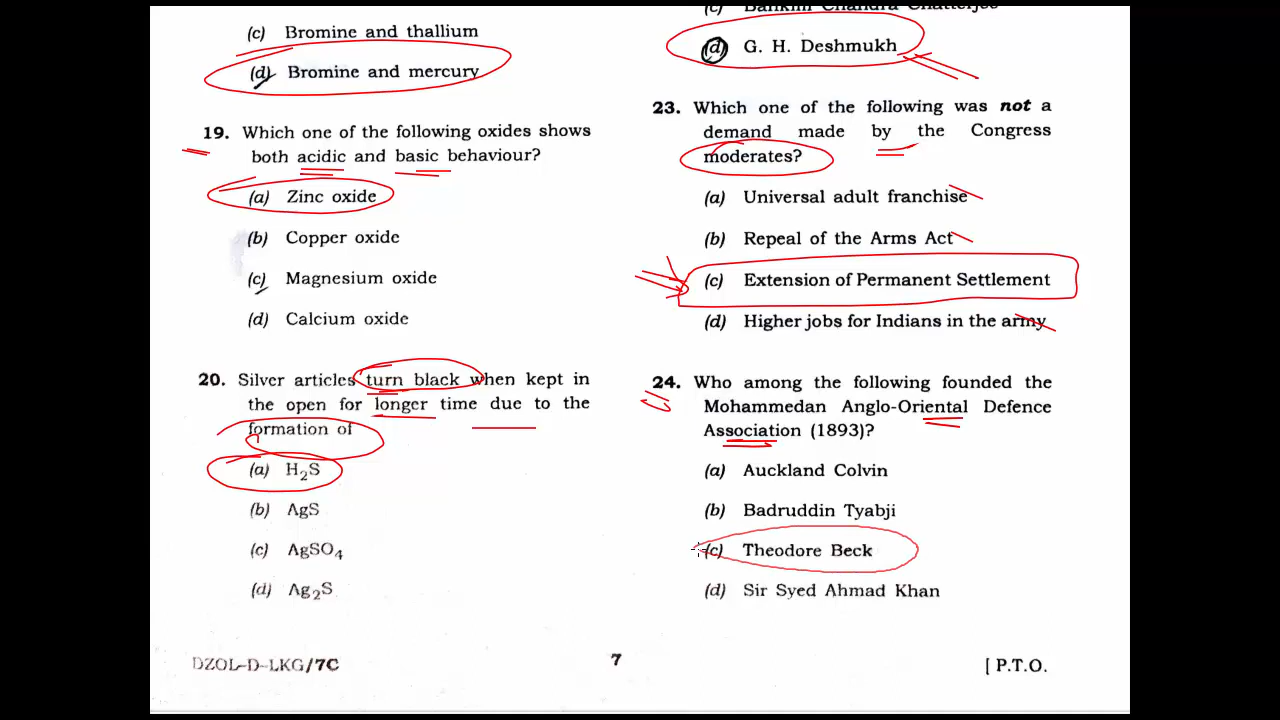 (c) Bromine and thallium
(d) Bromine and mercury
19. Which one of the following oxides shows
both acidic and basic behaviour?
(a) Zinc oxide
(b) Copper oxide
(c) Magnesium oxide
(d) Calcium oxide
20. Silver articles turn black when kept in
the open for longer time due to the
formation of
(a) H₂S
(b) AgS
(c) AgSO₄
(d) Ag₂S
(c) Bankim Chandra Chatterjee
(d) G. H. Deshmukh
23. Which one of the following was not a
demand made by the Congress
moderates?
(a) Universal adult franchise
(b) Repeal of the Arms Act
(c) Extension of Permanent Settlement
(d) Higher jobs for Indians in the army
24. Who among the following founded the
Mohammedan Anglo-Oriental Defence
Association (1893)?
(a) Auckland Colvin
(b) Badruddin Tyabji
(c) Theodore Beck
(d) Sir Syed Ahmad Khan
DZOL-D-LKG/7C
7
[ P.T.O.